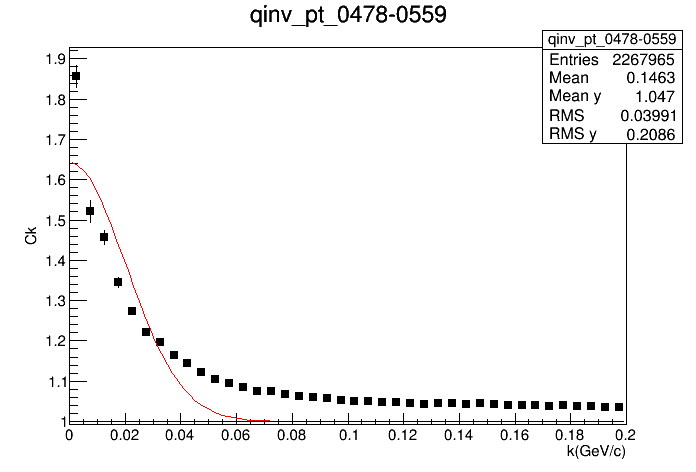 qinv_pt_0478-0559
qinv_pt_0478-0559
Entries 2267965
Mean 0.1463
Mean y 1.047
RMS 0.03991
RMS y 0.2086
Ck
1.9
1.8
1.7
1.6
1.5
1.4
1.3
1.2
1.1
1
0 0.02 0.04 0.06 0.08 0.1 0.12 0.14 0.16 0.18 0.2
k(GeV/c)